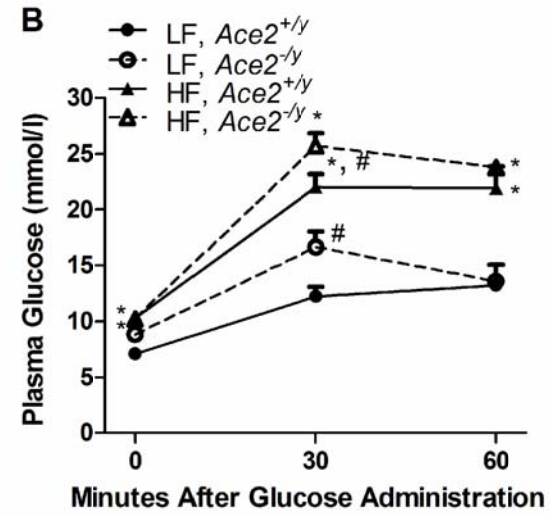 B
LF, Ace2+/y
LF, Ace2-/y
HF, Ace2+/y
HF, Ace2-/y
Plasma Glucose (mmol/l)
30
25
20
15
10
5
0
*
*, #
*
*
#
*
*
0 30 60
Minutes After Glucose Administration